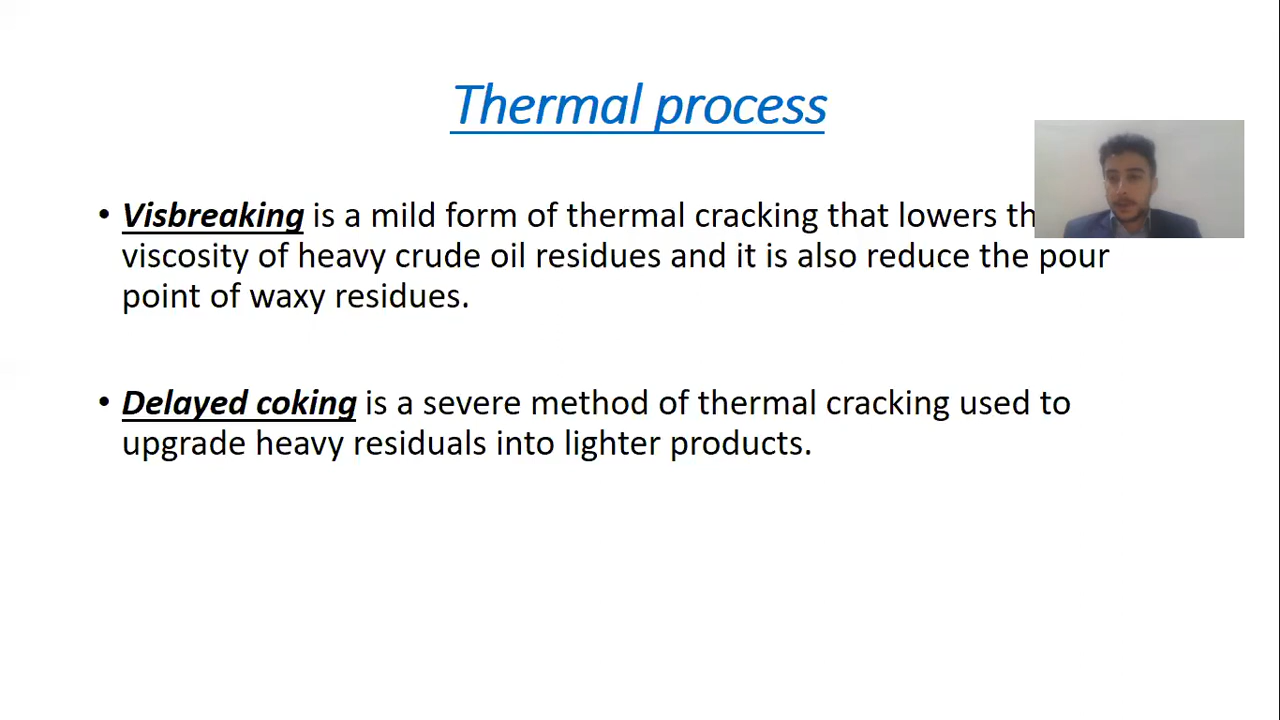 Thermal process
• Visbreaking is a mild form of thermal cracking that lowers
viscosity of heavy crude oil residues and it is also reduce the pour
point of waxy residues.
• Delayed coking is a severe method of thermal cracking used to
upgrade heavy residuals into lighter products.